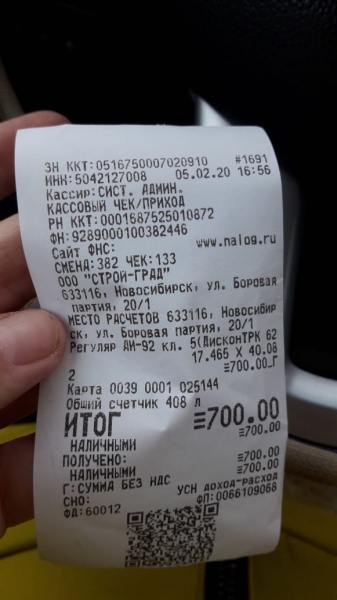 ЗН ККТ:0516750007020910 #1691
ИНН:5042127008 05.02.20 16:56
Кассир:СИСТ. АДМИН.
КАССОВЫЙ ЧЕК/ПРИХОД
РН ККТ:0001687525010872
ФН:9289000100382446
Сайт ФНС: www.nalog.ru
СМЕНА:382 ЧЕК:133
ООО "СТРОЙ-ГРАД"
633116, Новосибирск, ул. Боровая
партия, 20/1
МЕСТО РАСЧЕТОВ 633116, Новосибир
ск, ул. Боровая партия, 20/1
Регуляр АИ-92 кл. 5(ДисконТРК 62
17.465 X 40.08
2 ≡700.00_Г
Карта 0039 0001 025144
Общий счетчик 408 л
ИТОГ ≡700.00
НАЛИЧНЫМИ ≡700.00
ПОЛУЧЕНО:
НАЛИЧНЫМИ ≡700.00
Г:СУММА БЕЗ НДС ≡700.00
СНО: УСН доход-расход
ФД:60012 ФП:0066109068